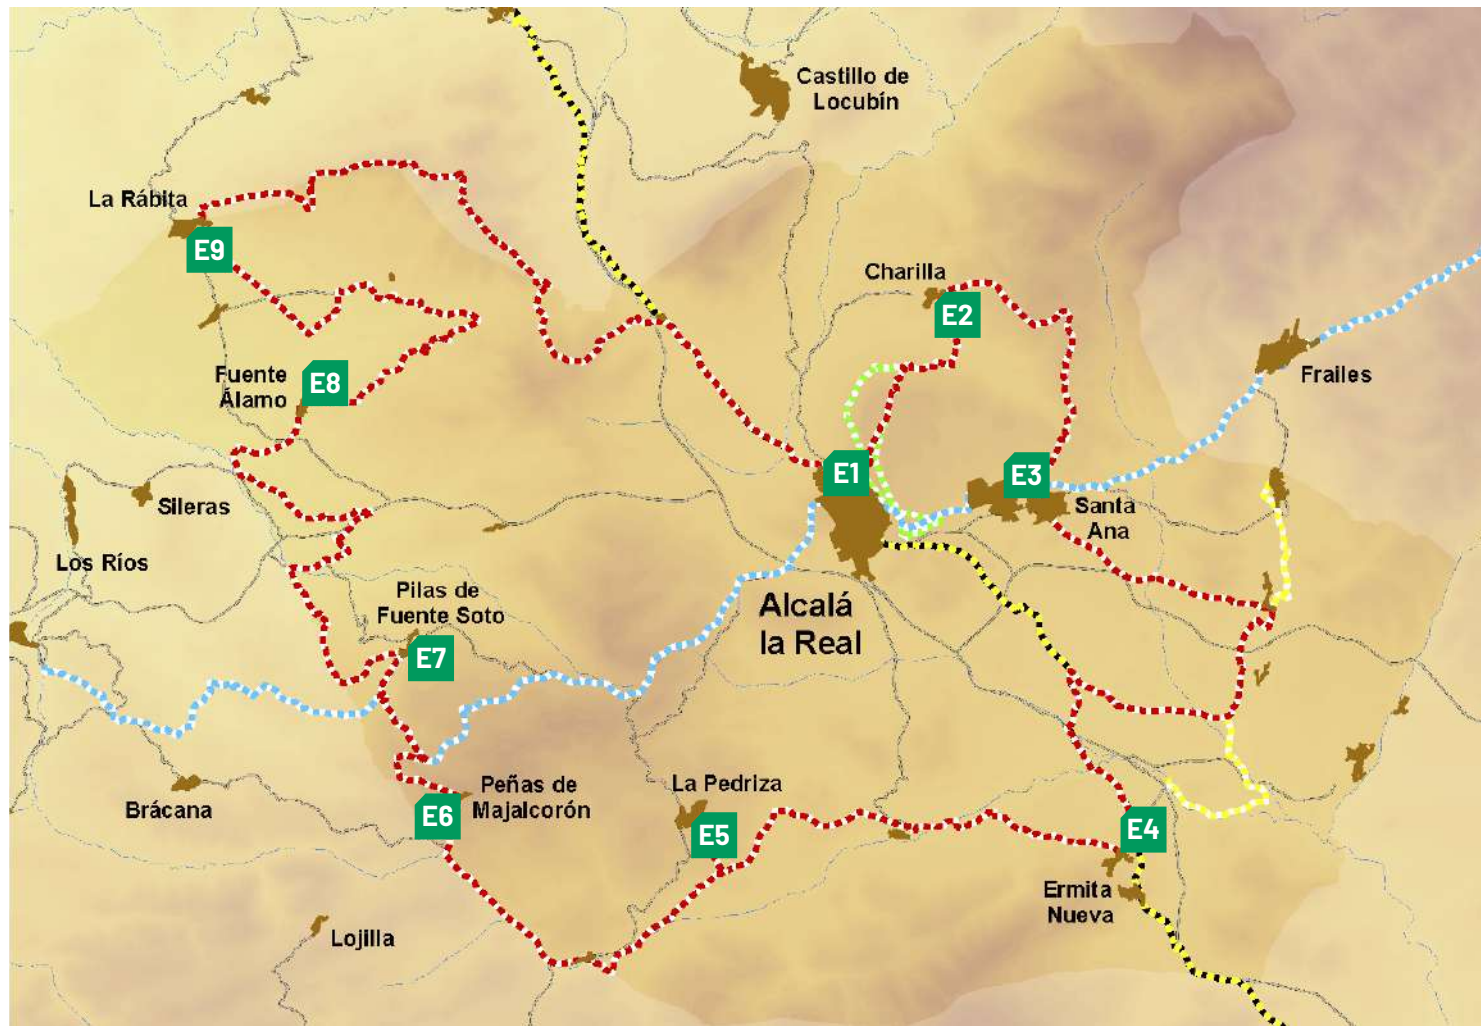 Castillo de
Locubín
La Rábita
E9
Charilla
E2
Frailes
Fuente
Álamo
E8
E1
E3
Santa
Ana
Sileras
Los Ríos
Pilas de
Fuente Soto
E7
Alcalá
la Real
Peñas de
Majalcorón
E6
La Pedriza
E5
E4
Brácana
Ermita
Nueva
Lojilla